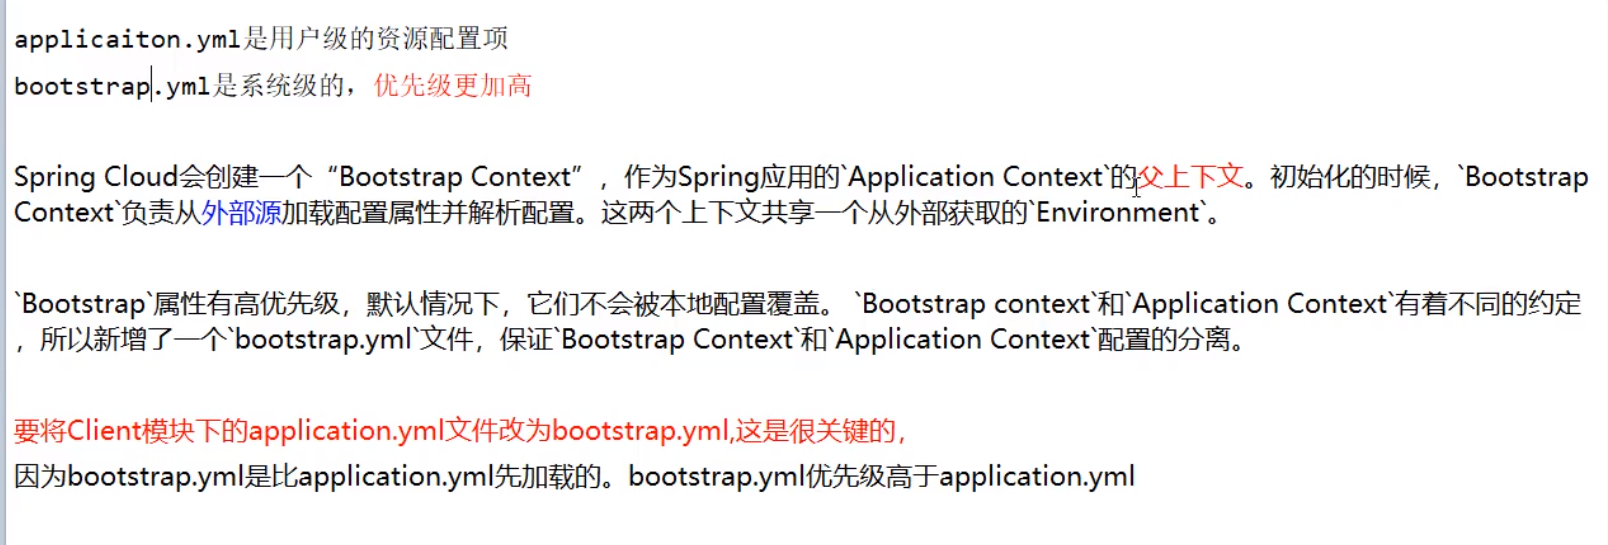 applicaiton.yml是用户级的资源配置项
bootstrap.yml是系统级的，优先级更加高
Spring Cloud会创建一个“Bootstrap Context”，作为Spring应用的`Application Context`的父上下文。初始化的时候，`Bootstrap
Context`负责从外部源加载配置属性并解析配置。这两个上下文共享一个从外部获取的`Environment`。
`Bootstrap`属性有高优先级，默认情况下，它们不会被本地配置覆盖。 `Bootstrap context`和`Application Context`有着不同的约定
，所以新增了一个`bootstrap.yml`文件，保证`Bootstrap Context`和`Application Context`配置的分离。
要将Client模块下的application.yml文件改为bootstrap.yml,这是很关键的，
因为bootstrap.yml是比application.yml先加载的。bootstrap.yml优先级高于application.yml